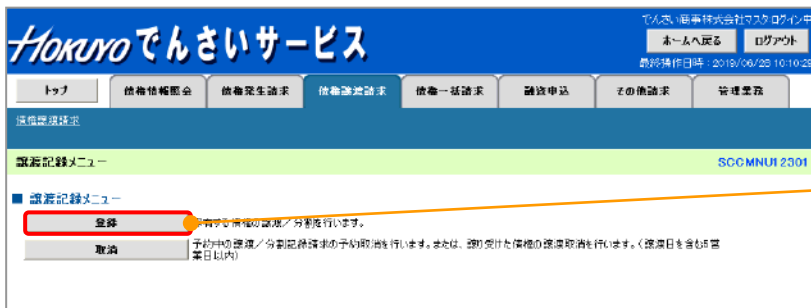 でんさい商事株式会社マスタ ログイン中
HOKUYOでんさいサービス
ホームへ戻る ログアウト
最終操作日時：2019/06/28 10:10:29
トップ 債権情報照会 債権発生請求 債権譲渡請求 債権一括請求 融資申込 その他請求 管理業務
債権譲渡請求
譲渡記録メニュー SCCMNU12301
■ 譲渡記録メニュー
登録 有する債権の譲渡／分割を行います。
取消 予約中の譲渡／分割記録請求の予約取消を行います。または、譲り受けた債権の譲渡取消を行います。（譲渡日を含む5営
業日以内）